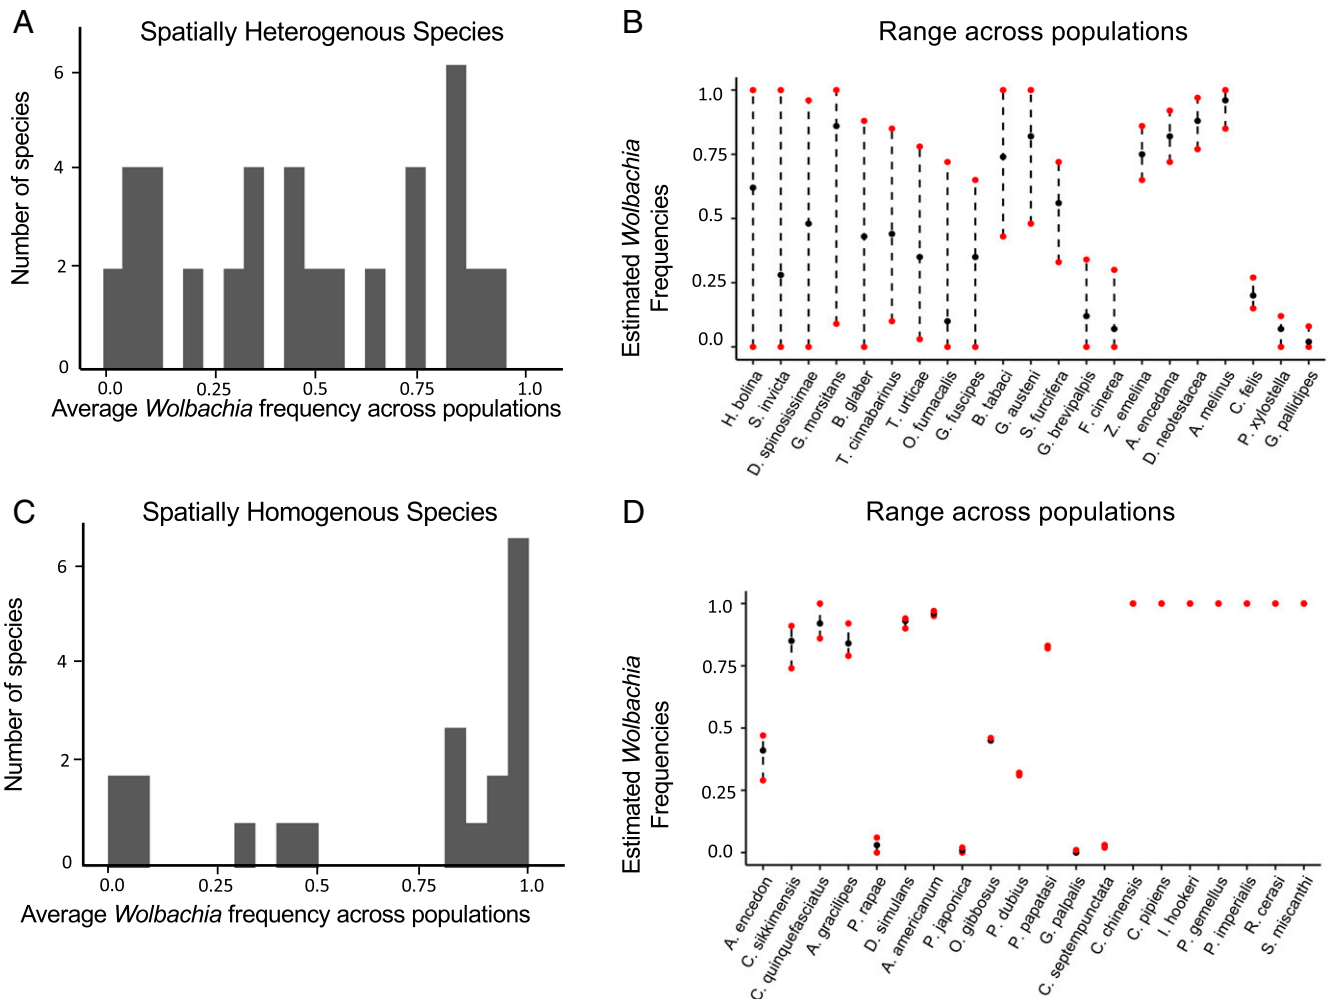 A
Spatially Heterogenous Species
Number of species
6
4
2
0
0.0
0.25
0.5
0.75
1.0
Average Wolbachia frequency across populations
B
Range across populations
Estimated Wolbachia
Frequencies
1.0
0.75
0.5
0.25
0.0
H. bollina
S. invicta
D. spinosissimae
G. morsitans
B. glaber
T. cinnabarinus
T. urticae
O. furnacalis
G. fuscipes
B. tabaci
G. austeni
S. furcifera
G. brevipalpis
F. cinerea
Z. emelina
A. encedana
D. neotestacea
A. melinus
C. felis
P. xylostella
G. pallidipes
C
Spatially Homogenous Species
Number of species
6
4
2
0
0.0
0.25
0.5
0.75
1.0
Average Wolbachia frequency across populations
D
Range across populations
Estimated Wolbachia
Frequencies
1.0
0.75
0.5
0.25
0.0
A. encedon
C. sikkimensis
C. quinquefasciatus
A. gracilipes
P. rapae
D. simulans
A. americanum
P. japonica
O. gibbosus
P. dubius
P. papatasi
G. palpalis
C. septempunctata
C. chinensis
C. pipiens
I. hookeri
P. gemellus
P. imperialis
R. cerasi
S. miscanthi